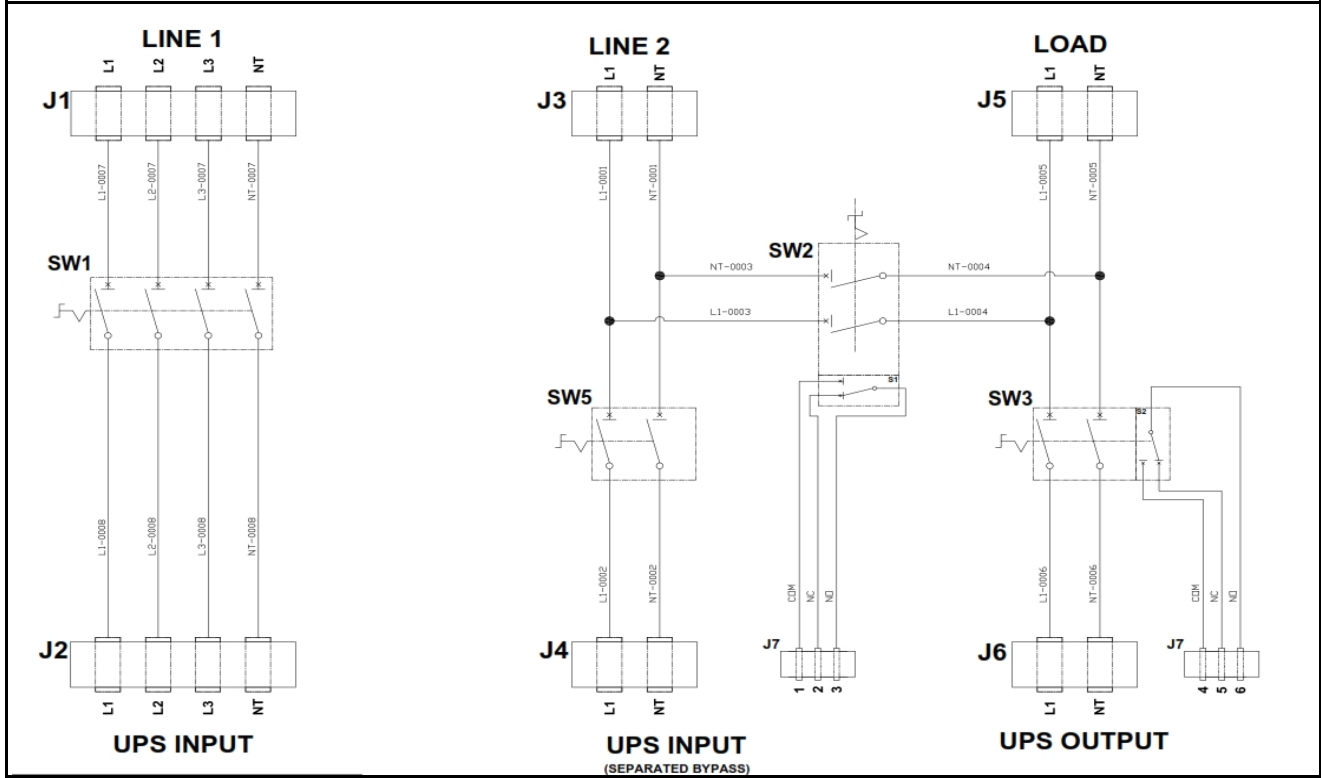 LINE 1
LINE 2
LOAD
L1
L2
L3
NT
L1
NT
L1
NT
J1
J3
J5
L1-0007
L2-0007
L3-0007
NT-0007
L1-0001
NT-0001
L1-0005
NT-0005
SW1
SW2
NT-0003
NT-0004
L1-0003
L1-0004
S1
SW5
SW3
S2
L1-0008
L2-0008
L3-0008
NT-0008
L1-0002
NT-0002
COM
NC
NO
L1-0006
NT-0006
COM
NC
NO
J2
J4
J7
J6
J7
1
2
3
4
5
6
L1
L2
L3
NT
L1
NT
L1
NT
UPS INPUT
UPS INPUT
(SEPARATED BYPASS)
UPS OUTPUT